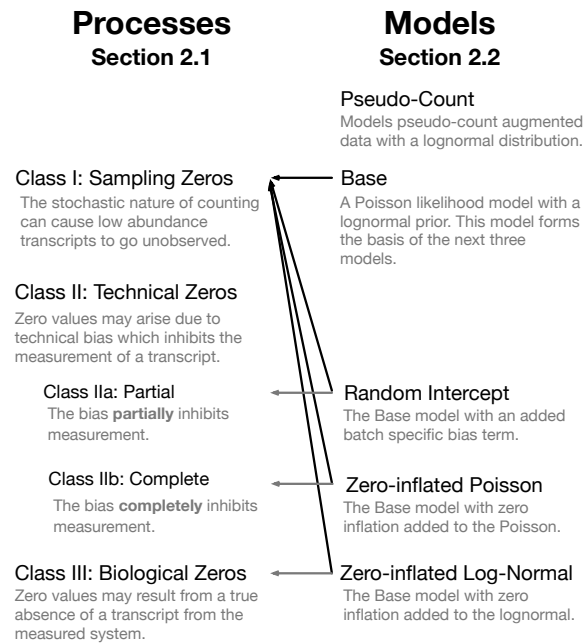 Processes
Section 2.1
Models
Section 2.2
Pseudo-Count
Models pseudo-count augmented
data with a lognormal distribution.
Class I: Sampling Zeros
The stochastic nature of counting
can cause low abundance
transcripts to go unobserved.
Base
A Poisson likelihood model with a
lognormal prior. This model forms
the basis of the next three
models.
Class II: Technical Zeros
Zero values may arise due to
technical bias which inhibits the
measurement of a transcript.
Class IIa: Partial
The bias partially inhibits
measurement.
Random Intercept
The Base model with an added
batch specific bias term.
Class IIb: Complete
The bias completely inhibits
measurement.
Zero-inflated Poisson
The Base model with zero
inflation added to the Poisson.
Class III: Biological Zeros
Zero values may result from a true
absence of a transcript from the
measured system.
Zero-inflated Log-Normal
The Base model with zero
inflation added to the lognormal.